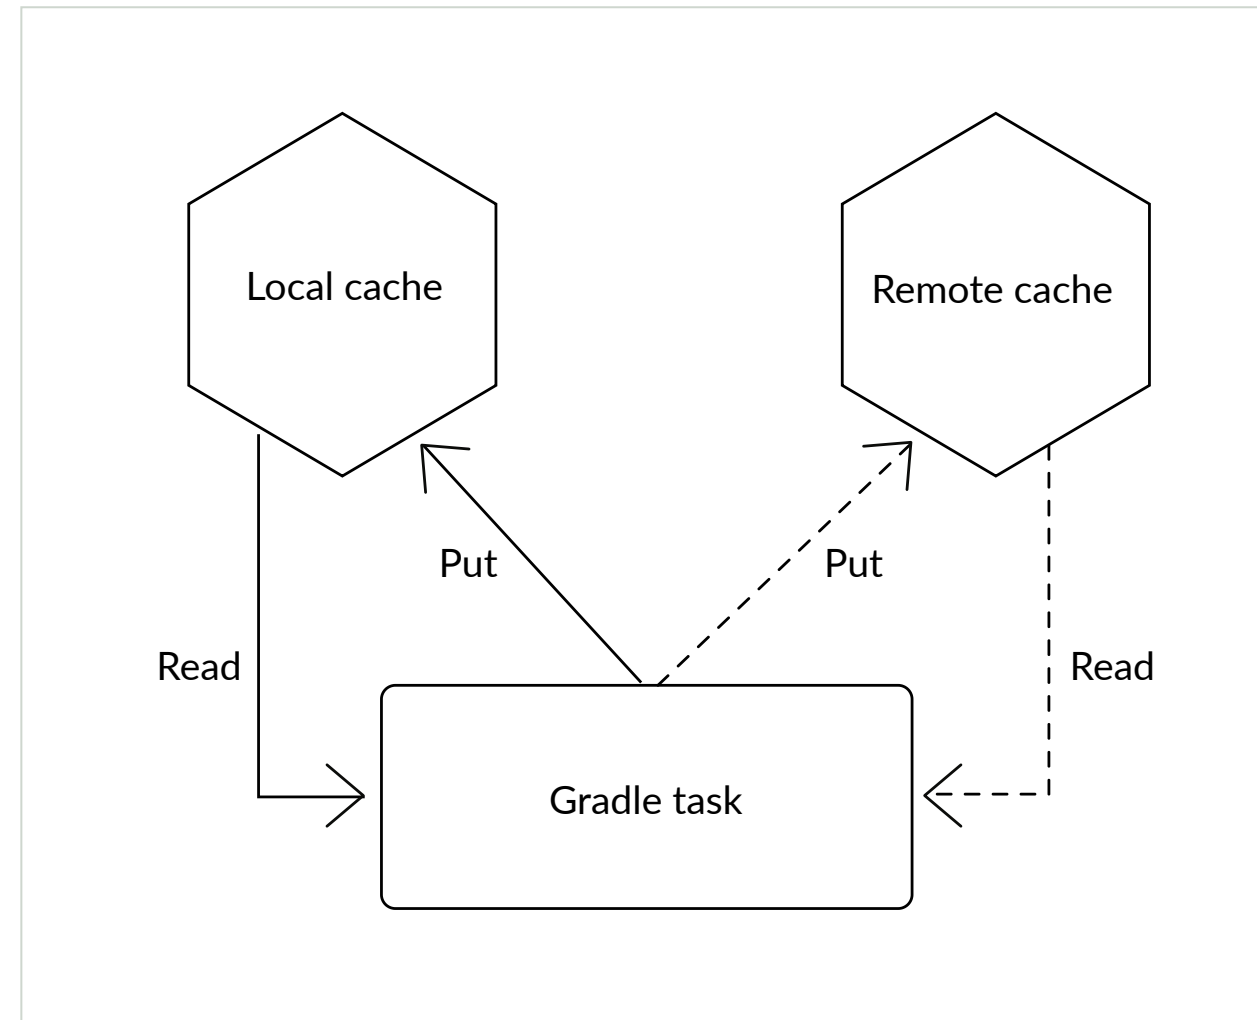 Local cache
Remote cache
Put
Put
Read
Read
Gradle task